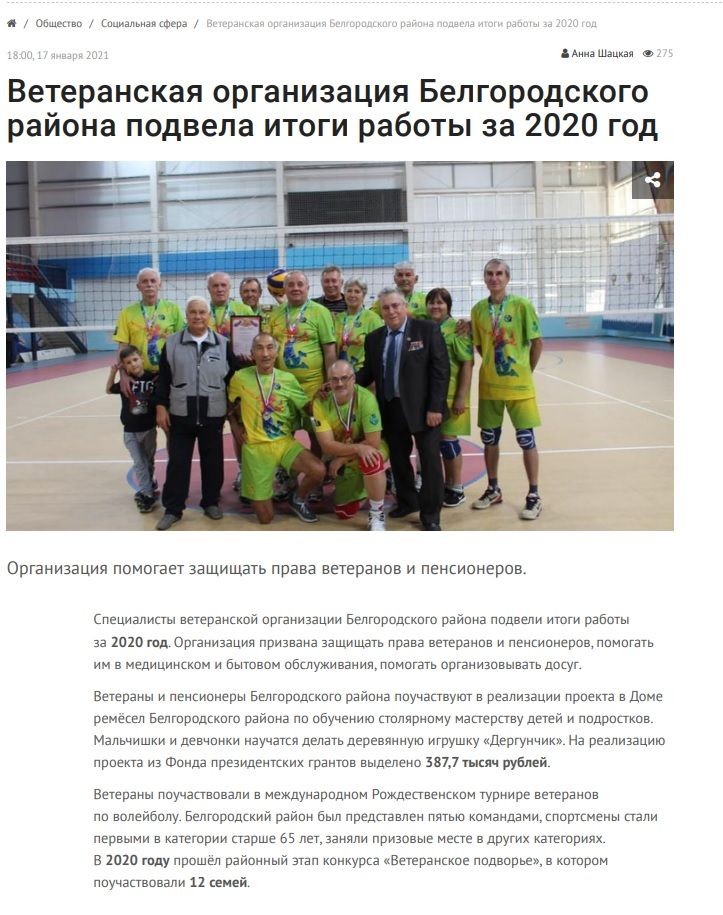 / Общество / Социальная сфера / Ветеранская организация Белгородского района подвела итоги работы за 2020 год
18:00, 17 января 2021
Анна Шацкая 275
Ветеранская организация Белгородского
района подвела итоги работы за 2020 год
Организация помогает защищать права ветеранов и пенсионеров.
Специалисты ветеранской организации Белгородского района подвели итоги работы
за 2020 год. Организация призвана защищать права ветеранов и пенсионеров, помогать
им в медицинском и бытовом обслуживания, помогать организовывать досуг.
Ветераны и пенсионеры Белгородского района поучаствуют в реализации проекта в Доме
ремёсел Белгородского района по обучению столярному мастерству детей и подростков.
Мальчишки и девчонки научатся делать деревянную игрушку «Дергунчик». На реализацию
проекта из Фонда президентских грантов выделено 387,7 тысяч рублей.
Ветераны поучаствовали в международном Рождественском турнире ветеранов
по волейболу. Белгородский район был представлен пятью командами, спортсмены стали
первыми в категории старше 65 лет, заняли призовые месте в других категориях.
В 2020 году прошёл районный этап конкурса «Ветеранское подворье», в котором
поучаствовали 12 семей.